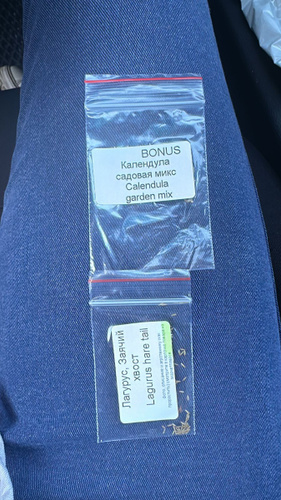 BONUS
Календула
садовая микс
Calendula
garden mix
Лагурус, Заячий
хвост
Lagurus hare tail